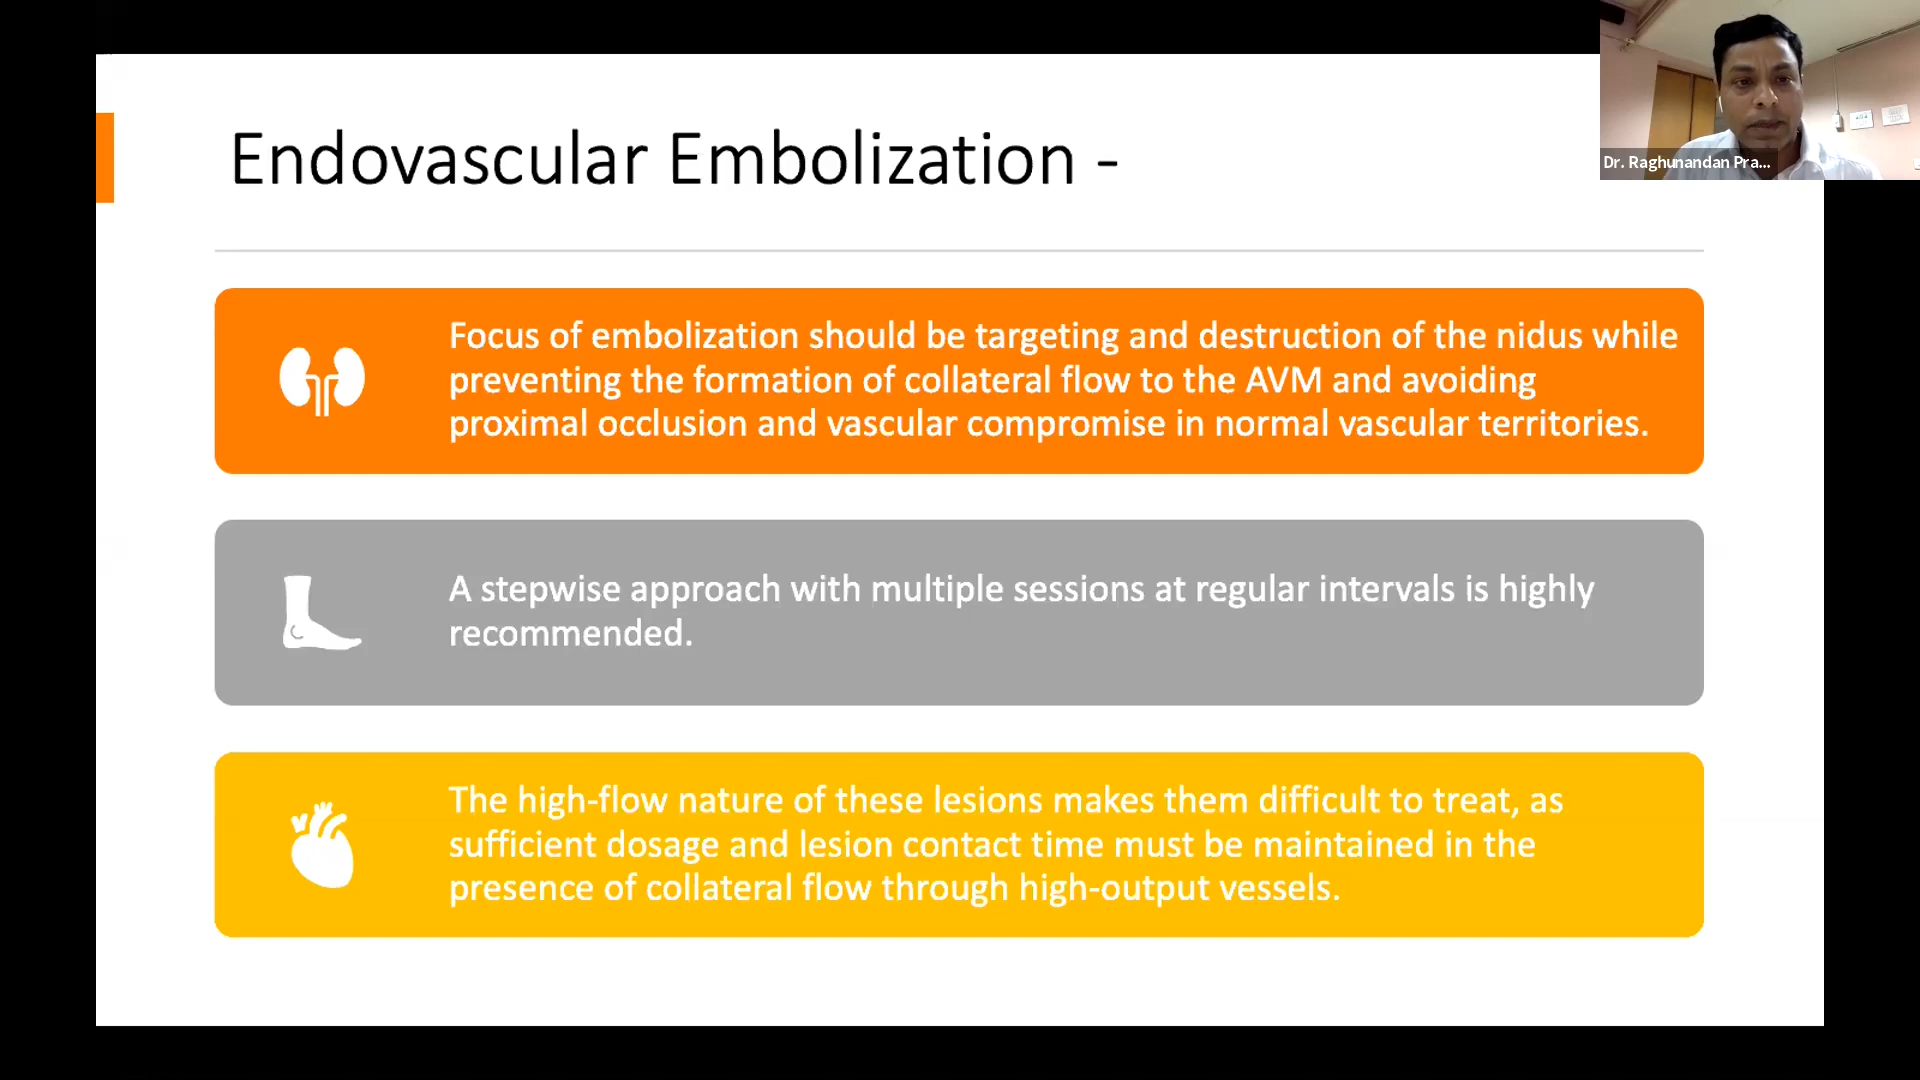 Endovascular Embolization -
Dr. Raghunandan Pra...
Focus of embolization should be targeting and destruction of the nidus while
preventing the formation of collateral flow to the AVM and avoiding
proximal occlusion and vascular compromise in normal vascular territories.
A stepwise approach with multiple sessions at regular intervals is highly
recommended.
The high-flow nature of these lesions makes them difficult to treat, as
sufficient dosage and lesion contact time must be maintained in the
presence of collateral flow through high-output vessels.